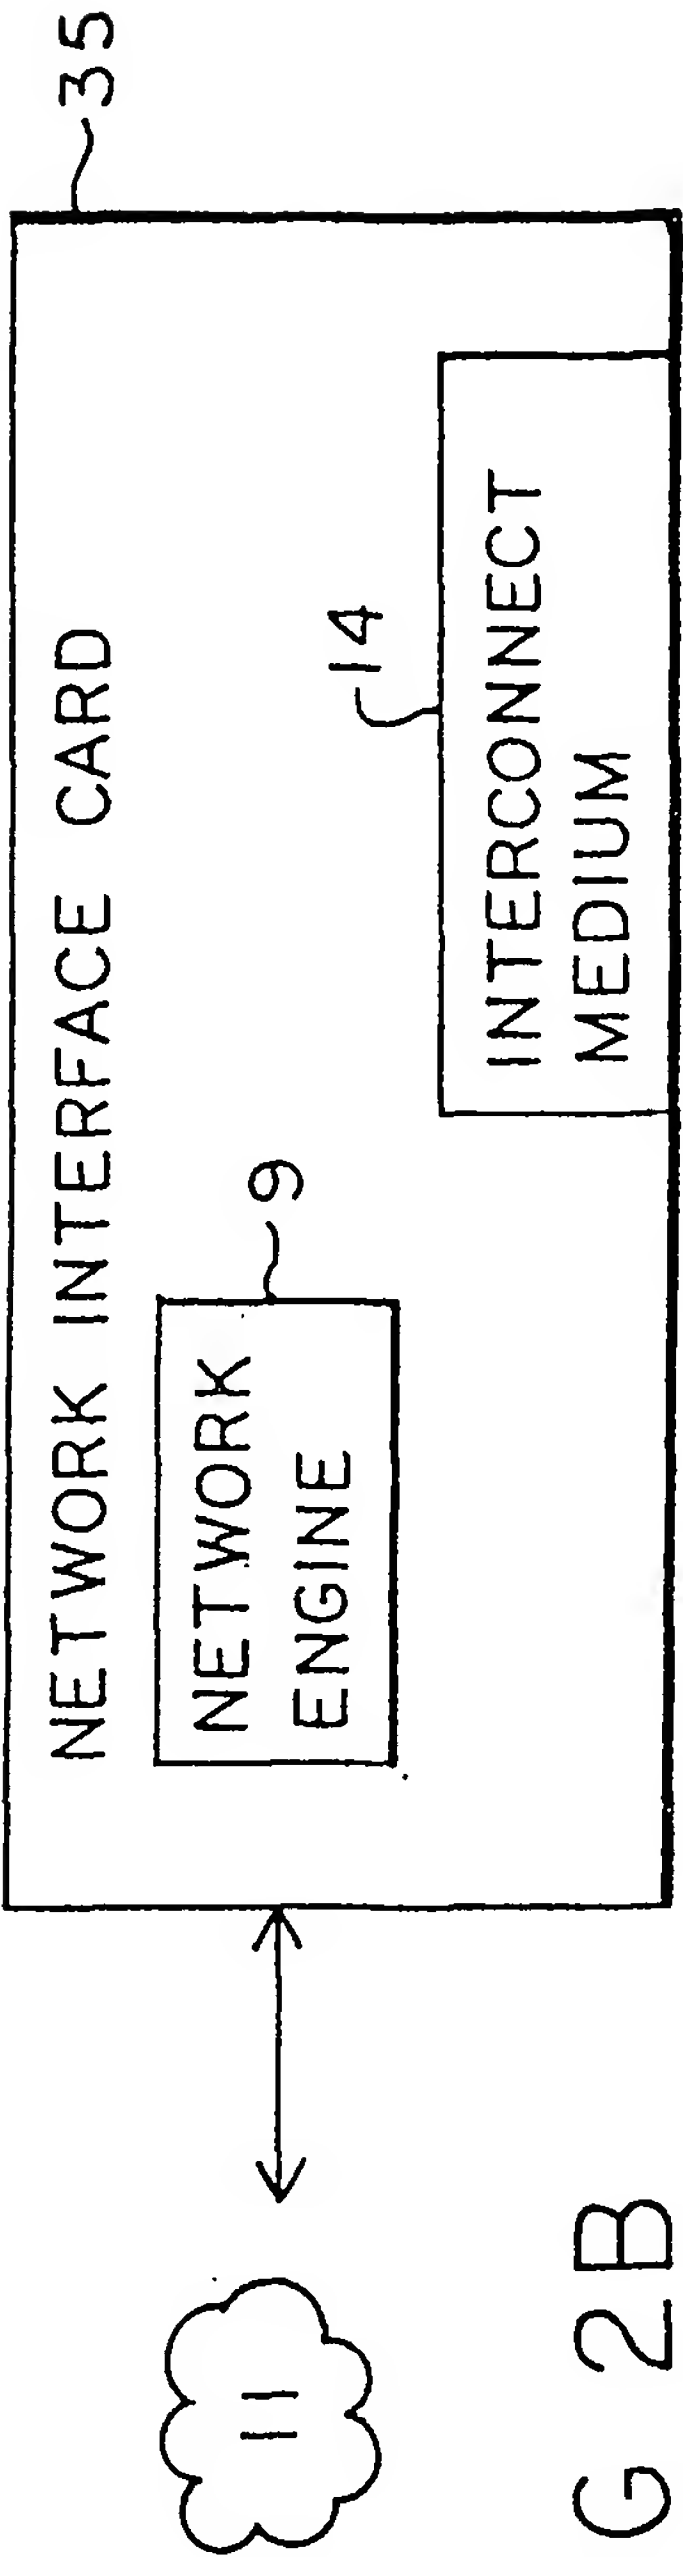 NETWORK INTERFACE CARD
35
NETWORK
ENGINE
9
14
INTERCONNECT
MEDIUM
11
G 2B